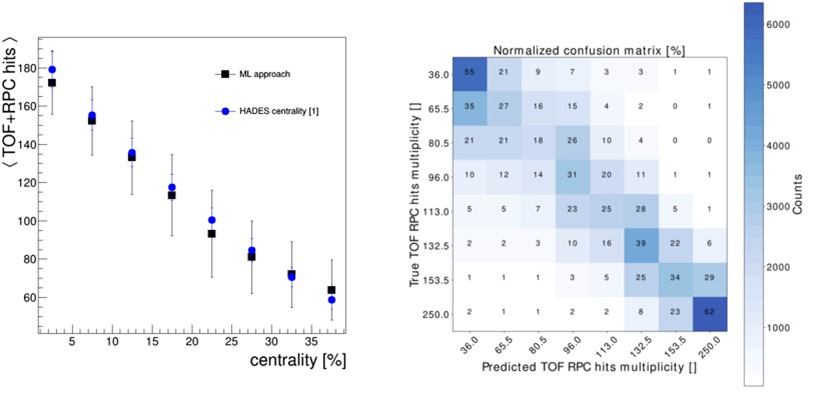 ⟨ TOF+RPC hits ⟩
180
160
140
120
100
80
60
5 10 15 20 25 30 35
centrality [%]
ML approach
HADES centrality [1]
Normalized confusion matrix [%]
True TOF RPC hits multiplicity []
36.0 55 21 9 7 3 3 1 1
65.5 35 27 16 15 4 2 0 1
80.5 21 21 18 26 10 4 0 0
96.0 10 12 14 31 20 11 1 1
113.0 5 5 7 23 25 28 5 1
132.5 2 2 3 10 16 39 22 6
153.5 1 1 1 3 5 25 34 29
250.0 2 1 1 2 2 8 23 62
36.0 65.5 80.5 96.0 113.0 132.5 153.5 250.0
Predicted TOF RPC hits multiplicity []
6000
5000
4000
3000
2000
1000
Counts